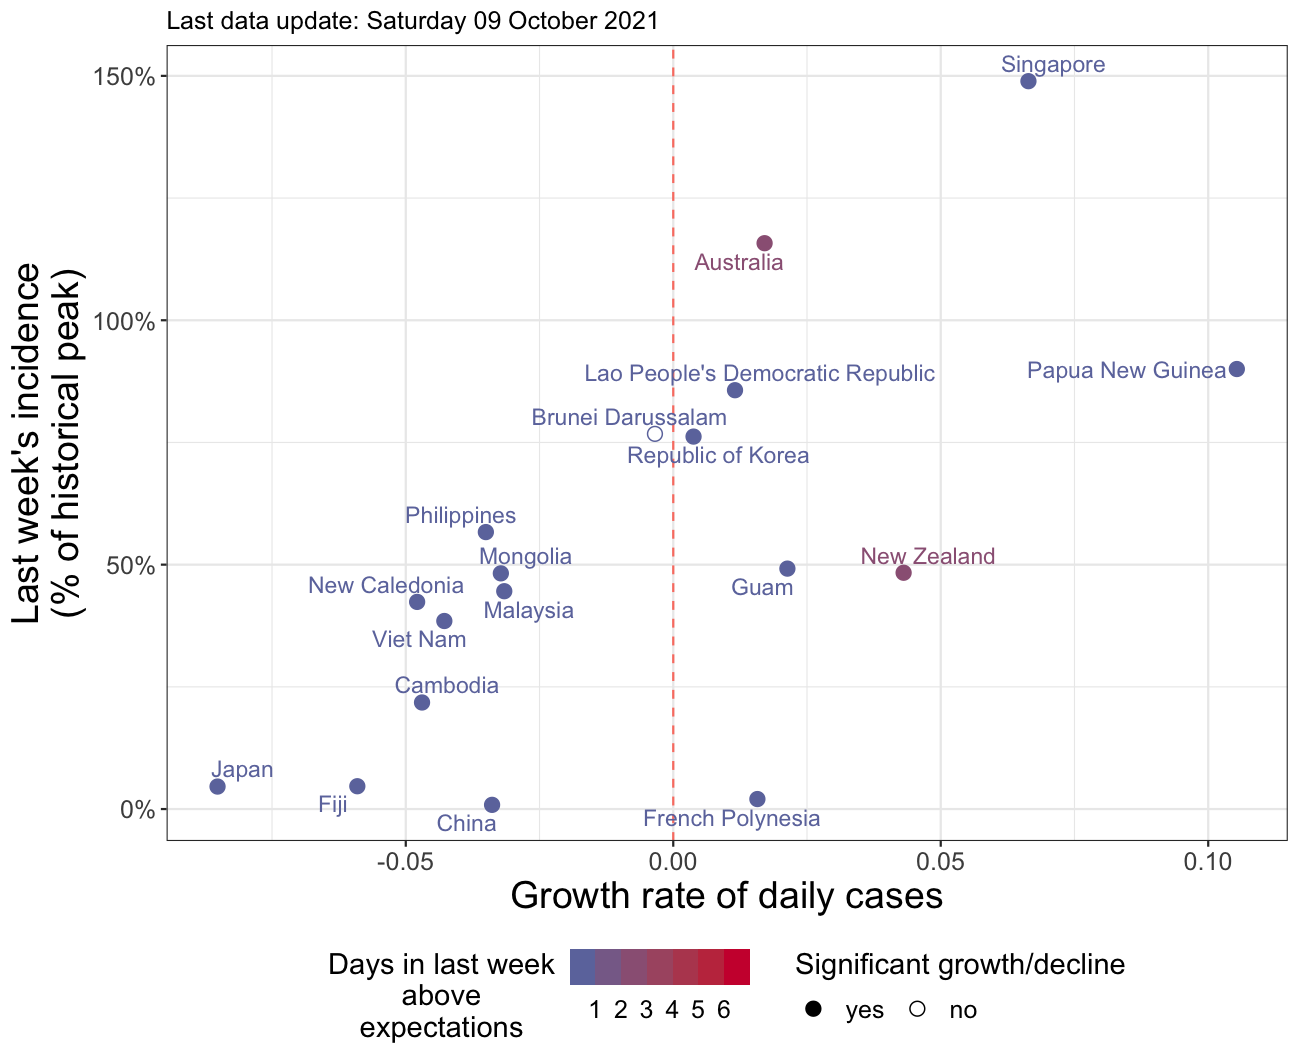 Last data update: Saturday 09 October 2021
Last week's incidence
(% of historical peak)
150%
100%
50%
0%
Singapore
Australia
Papua New Guinea
Lao People's Democratic Republic
Brunei Darussalam
Republic of Korea
Philippines
Mongolia
New Zealand
New Caledonia
Guam
Malaysia
Viet Nam
Cambodia
Japan
Fiji
China
French Polynesia
-0.05 0.00 0.05 0.10
Growth rate of daily cases
Days in last week
above
expectations
1 2 3 4 5 6
Significant growth/decline
yes no